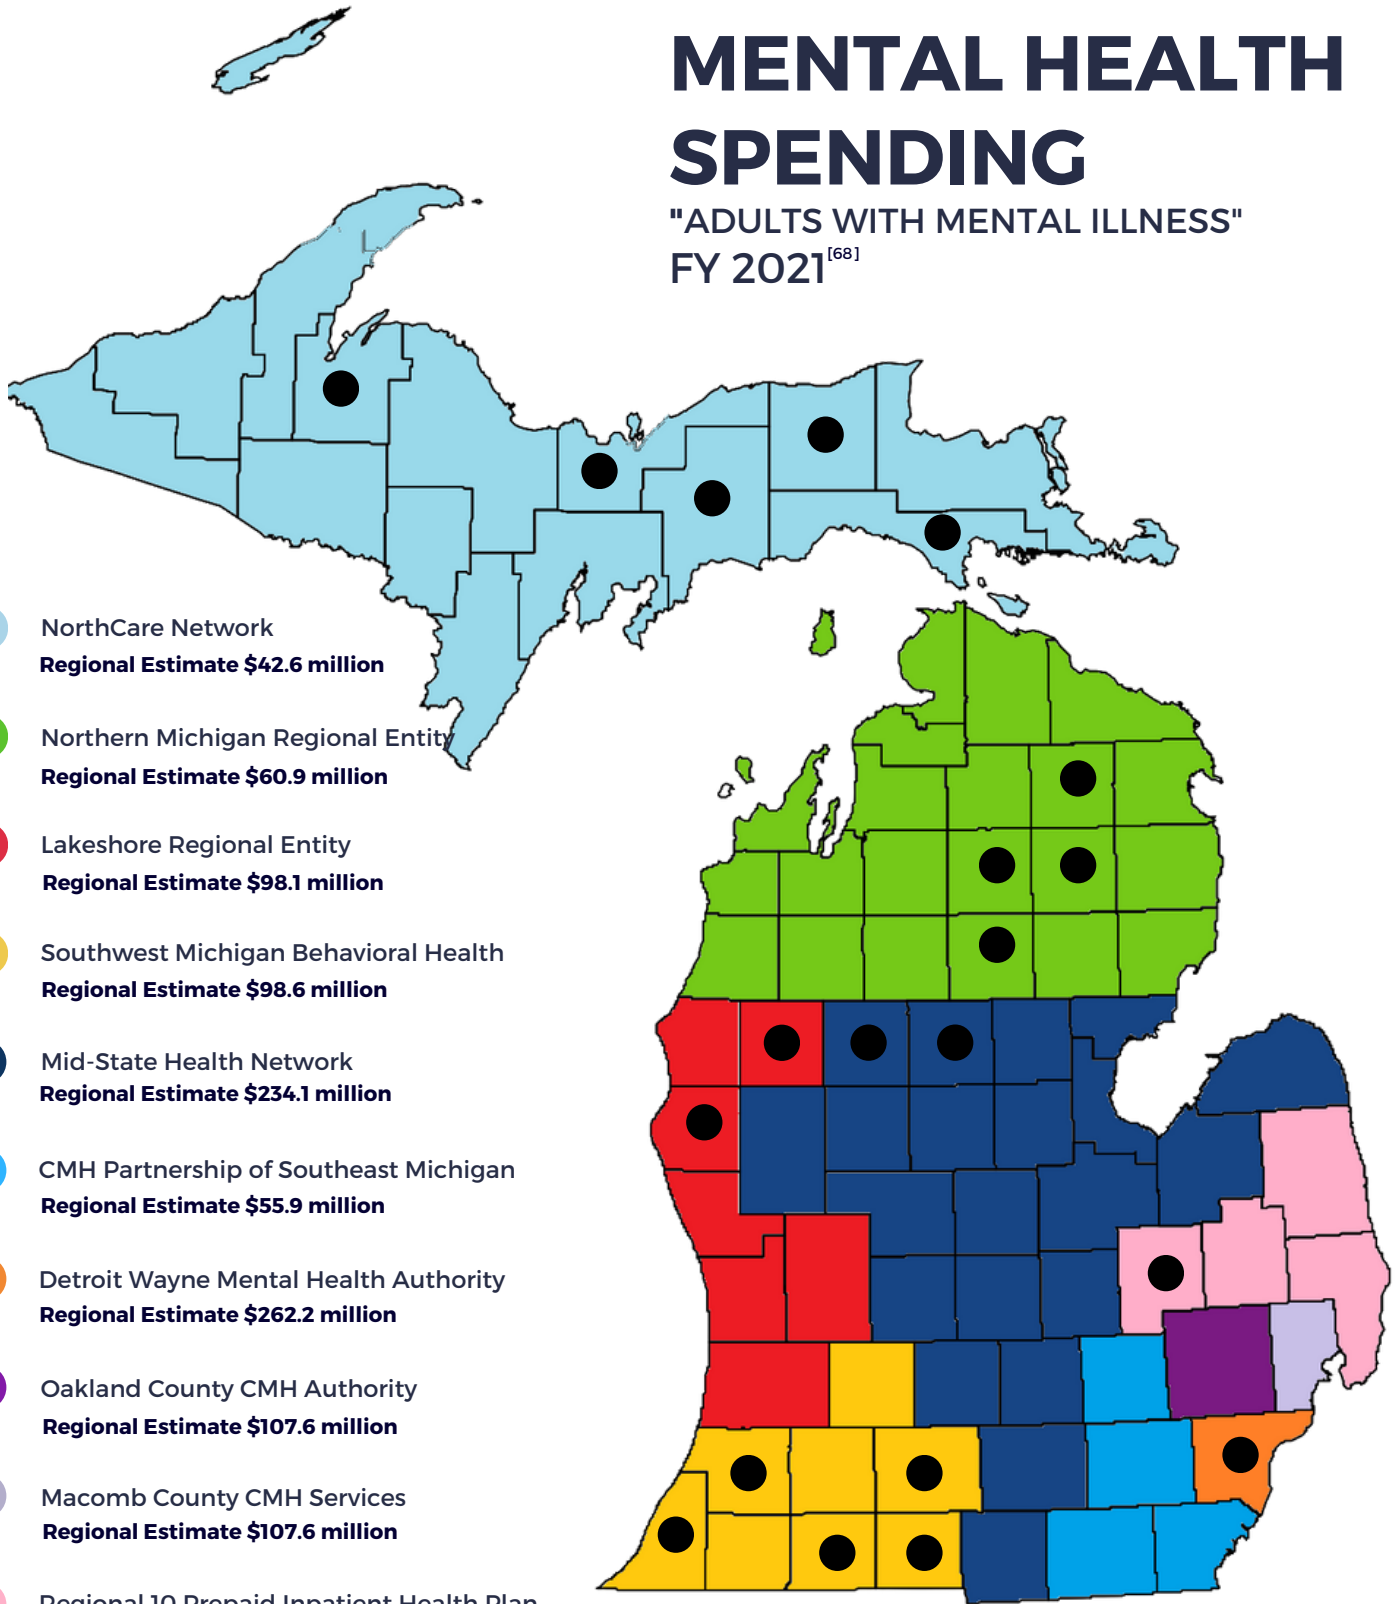 MENTAL HEALTH
SPENDING
"ADULTS WITH MENTAL ILLNESS"
FY 2021[68]
NorthCare Network
Regional Estimate $42.6 million
Northern Michigan Regional Entity
Regional Estimate $60.9 million
Lakeshore Regional Entity
Regional Estimate $98.1 million
Southwest Michigan Behavioral Health
Regional Estimate $98.6 million
Mid-State Health Network
Regional Estimate $234.1 million
CMH Partnership of Southeast Michigan
Regional Estimate $55.9 million
Detroit Wayne Mental Health Authority
Regional Estimate $262.2 million
Oakland County CMH Authority
Regional Estimate $107.6 million
Macomb County CMH Services
Regional Estimate $107.6 million
Regional 10 Prepaid Inpatient Health Plan